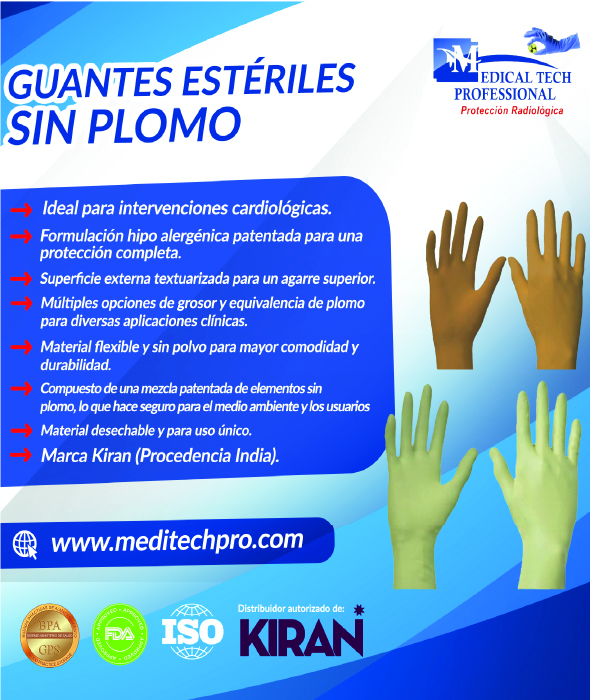 GUANTES ESTÉRILES
SIN PLOMO
MEDICAL TECH
PROFESSIONAL
Protección Radiológica
Ideal para intervenciones cardiológicas.
Formulación hipo alergénica patentada para una
protección completa.
Superficie externa textuarizada para un agarre superior.
Múltiples opciones de grosor y equivalencia de plomo
para diversas aplicaciones clínicas.
Material flexible y sin polvo para mayor comodidad y
durabilidad.
Compuesto de una mezcla patentada de elementos sin
plomo, lo que hace seguro para el medio ambiente y los usuarios
Material desechable y para uso único.
Marca Kiran (Procedencia India).
www.meditechpro.com
BPA
GPS
FDA
ISO
Distribuidor autorizado de:
KIRAN